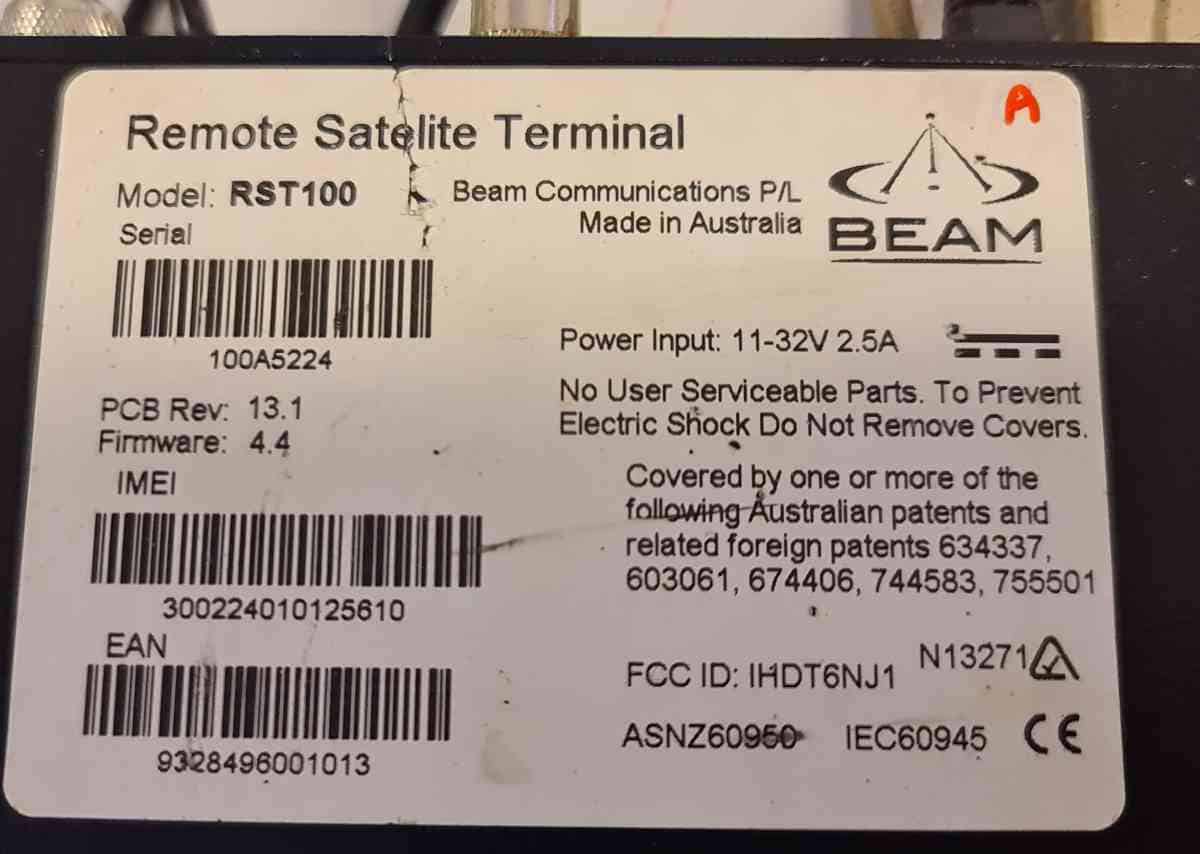 A
Remote Satelite Terminal
Model: RST100
Beam Communications P/L
Made in Australia
BEAM
Serial
100A5224
Power Input: 11-32V 2.5A
No User Serviceable Parts. To Prevent
Electric Shock Do Not Remove Covers.
PCB Rev: 13.1
Firmware: 4.4
IMEI
300224010125610
Covered by one or more of the
following Australian patents and
related foreign patents 634337,
603061, 674406, 744583, 755501
EAN
9328496001013
FCC ID: IHDT6NJ1
N13271
ASNZ60950
IEC60945
CE